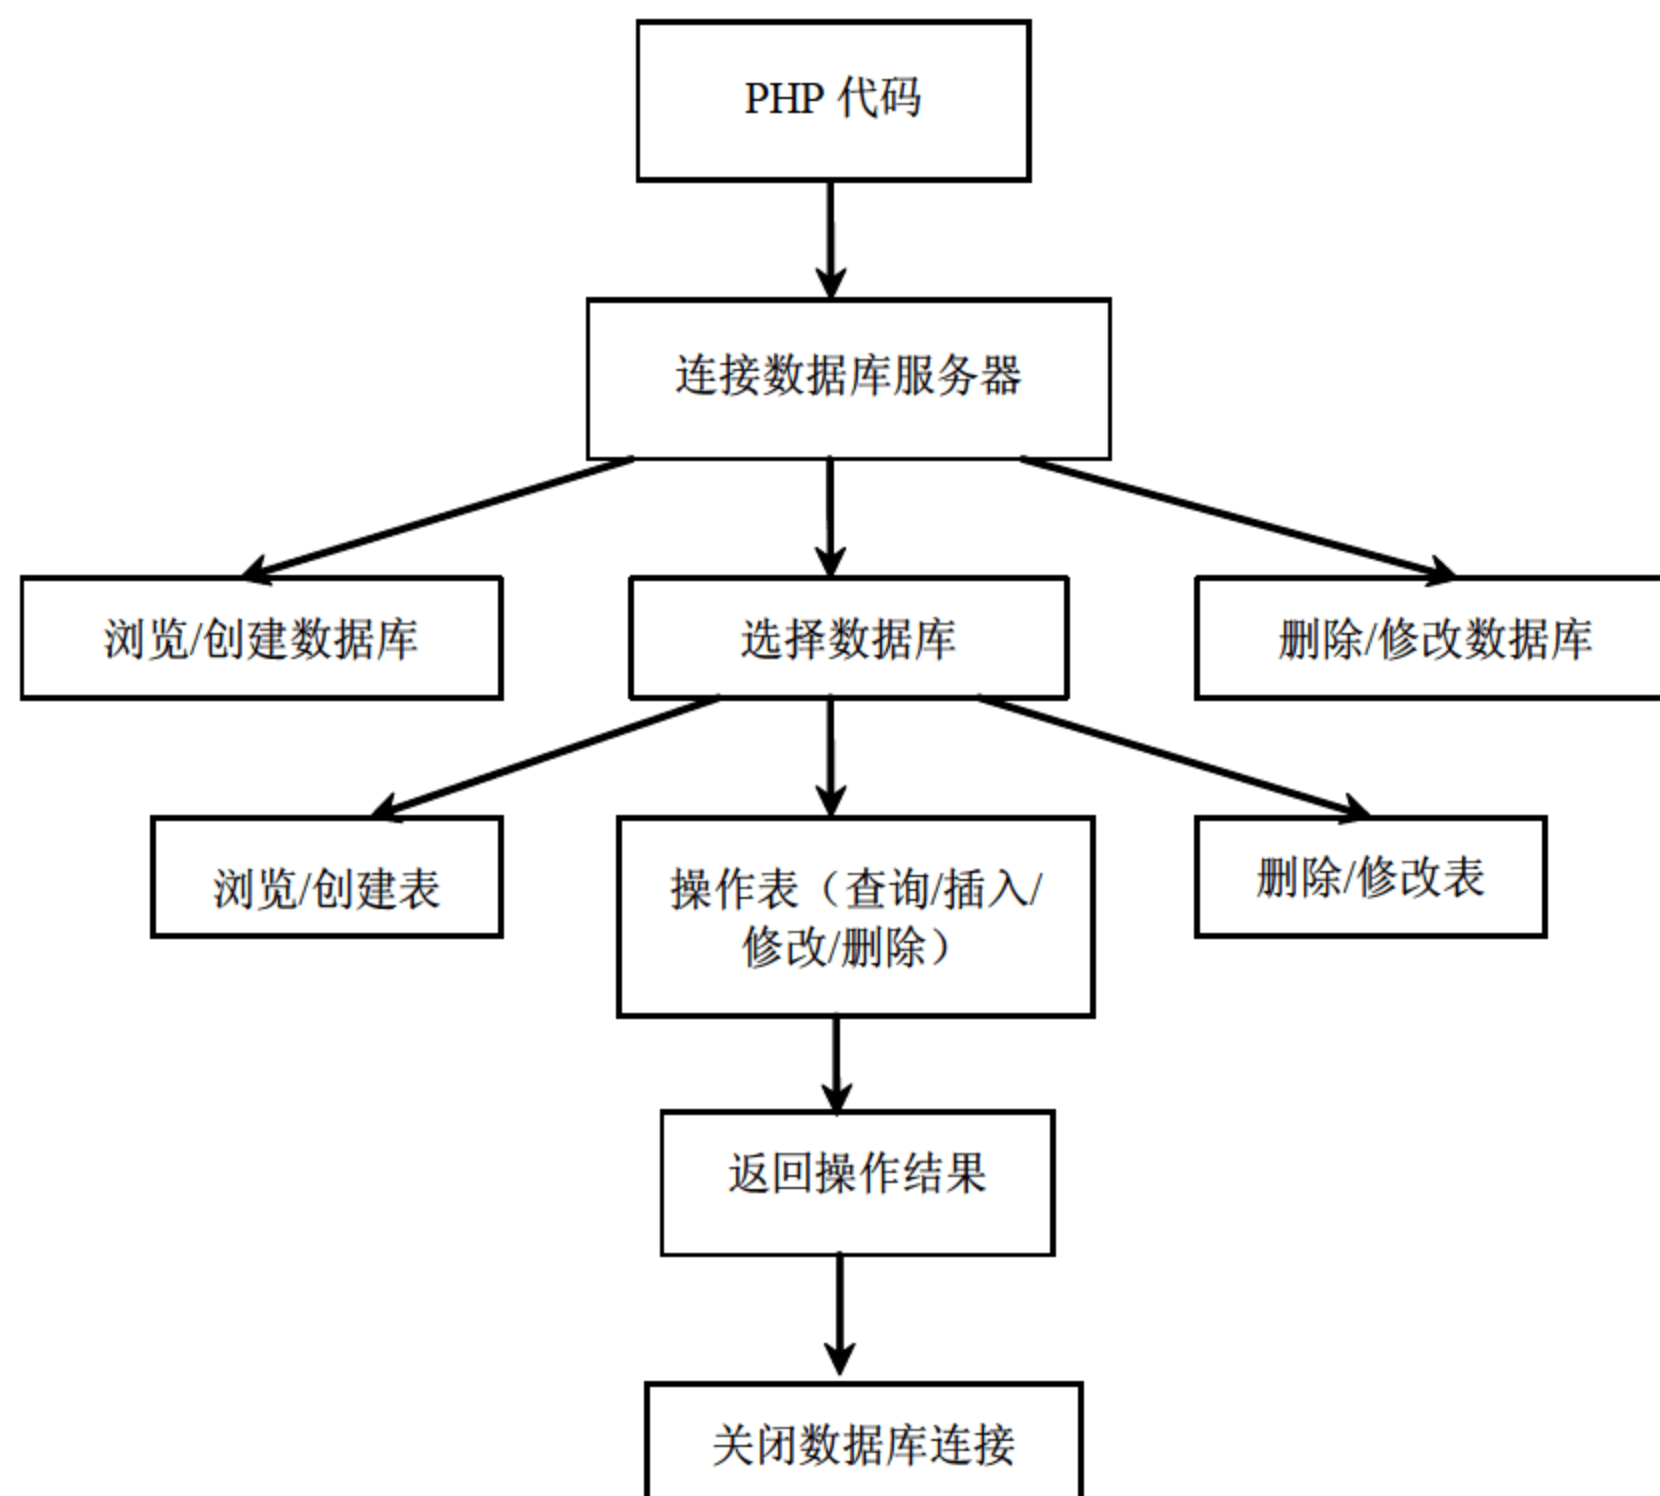 PHP 代码
连接数据库服务器
浏览/创建数据库
选择数据库
删除/修改数据库
浏览/创建表
操作表（查询/插入/
修改/删除）
删除/修改表
返回操作结果
关闭数据库连接